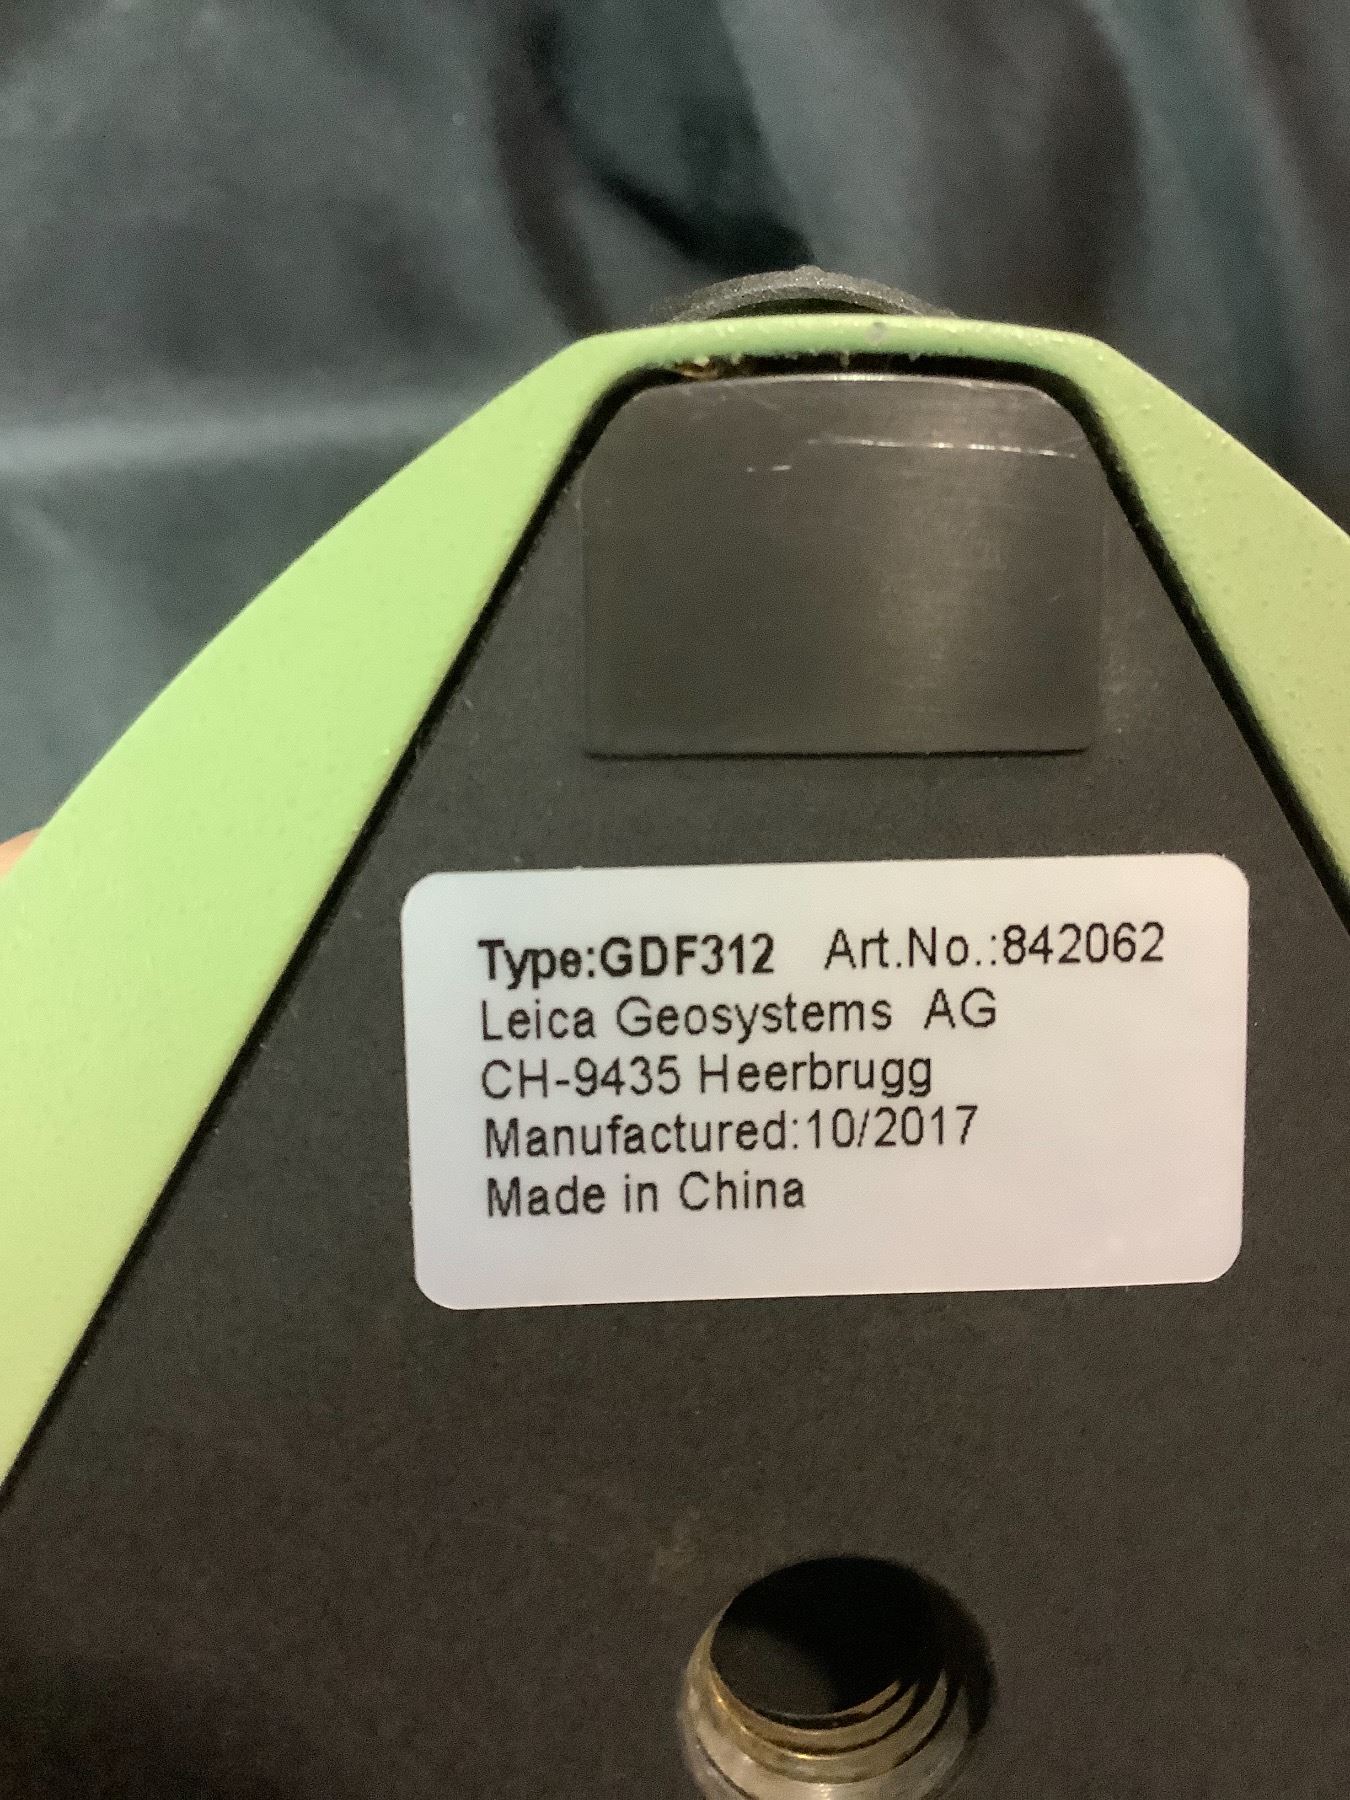 Type:GDF312 Art.No.:842062
Leica Geosystems AG
CH-9435 Heerbrugg
Manufactured:10/2017
Made in China